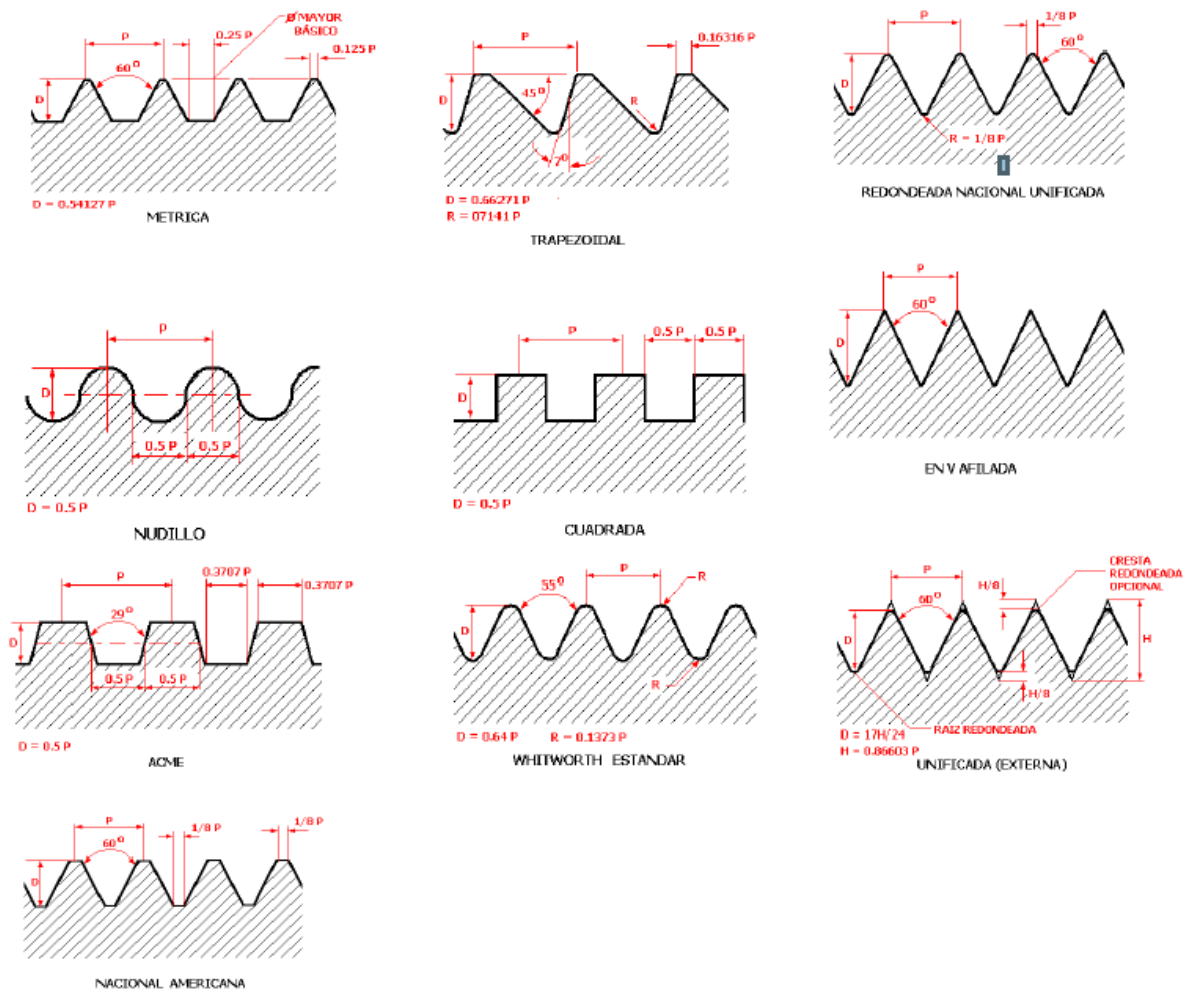 P
0.25 P
Ø MAYOR
BÁSICO
0.125 P
60°
D
D = 0.54127 P
METRICA
P
0.16316 P
D
45°
R
7°
D = 0.66271 P
R = 07141 P
TRAPEZOIDAL
P
1/8 P
60°
D
R = 1/8 P
I
REDONDEADA NACIONAL UNIFICADA
P
D
0.5 P
0.5 P
D = 0.5 P
NUDILLO
P
0.5 P
0.5 P
D
D = 0.5 P
CUADRADA
P
60°
D
EN V AFILADA
P
0.3707 P
0.3707 P
29°
D
0.5 P
0.5 P
D = 0.5 P
ACME
55°
P
R
D
R
D = 0.64 P
R = 0.1373 P
WHITWORTH ESTANDAR
P
H/8
CRESTA
REDONDEADA
OPCIONAL
60°
D
H
H/8
RAIZ REDONDEADA
D = 17H/24
H = 0.86603 P
UNIFICADA (EXTERNA)
P
1/8 P
1/8 P
60°
D
NACIONAL AMERICANA